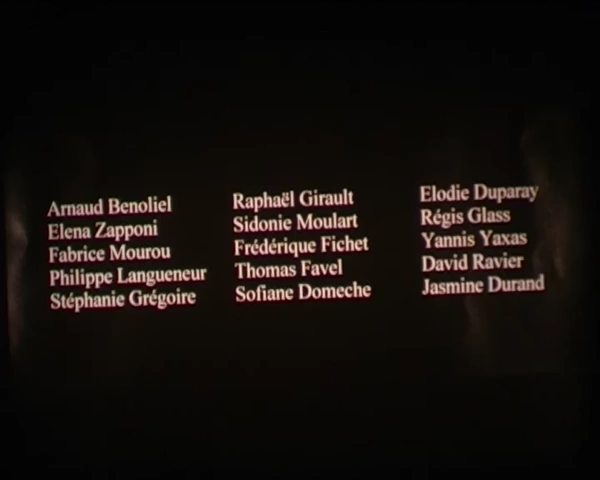 Arnaud Benoliel
Elena Zapponi
Fabrice Mourou
Philippe Langueneur
Stéphanie Grégoire
Raphaël Girault
Sidonie Moulart
Frédérique Fichet
Thomas Favel
Sofiane Domeche
Elodie Duparay
Régis Glass
Yannis Yaxas
David Ravier
Jasmine Durand